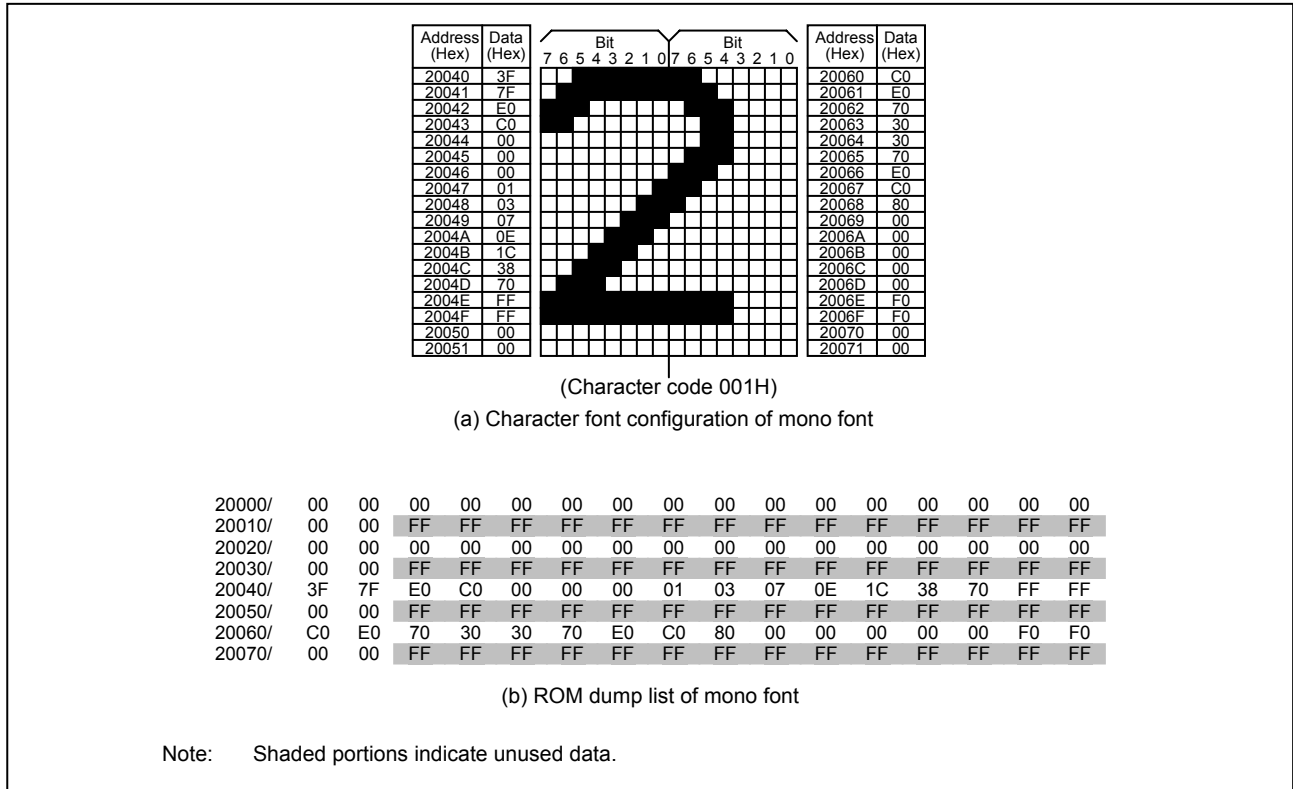 Address Data Bit Bit Address Data
(Hex) (Hex) 7 6 5 4 3 2 1 0 7 6 5 4 3 2 1 0 (Hex) (Hex)
20040 3F 20060 C0
20041 7F 20061 E0
20042 E0 20062 70
20043 C0 20063 30
20044 00 20064 30
20045 00 20065 70
20046 00 20066 E0
20047 01 20067 C0
20048 03 20068 80
20049 07 20069 00
2004A 0E 2006A 00
2004B 1C 2006B 00
2004C 38 2006C 00
2004D 70 2006D 00
2004E FF 2006E F0
2004F FF 2006F F0
20050 00 20070 00
20051 00 20071 00
(Character code 001H)
(a) Character font configuration of mono font
20000/ 00 00 00 00 00 00 00 00 00 00 00 00 00 00 00 00
20010/ 00 00 FF FF FF FF FF FF FF FF FF FF FF FF FF FF
20020/ 00 00 00 00 00 00 00 00 00 00 00 00 00 00 00 00
20030/ 00 00 FF FF FF FF FF FF FF FF FF FF FF FF FF FF
20040/ 3F 7F E0 C0 00 00 00 01 03 07 0E 1C 38 70 FF FF
20050/ 00 00 FF FF FF FF FF FF FF FF FF FF FF FF FF FF
20060/ C0 E0 70 30 30 70 E0 C0 80 00 00 00 00 00 F0 F0
20070/ 00 00 FF FF FF FF FF FF FF FF FF FF FF FF FF FF
(b) ROM dump list of mono font
Note: Shaded portions indicate unused data.